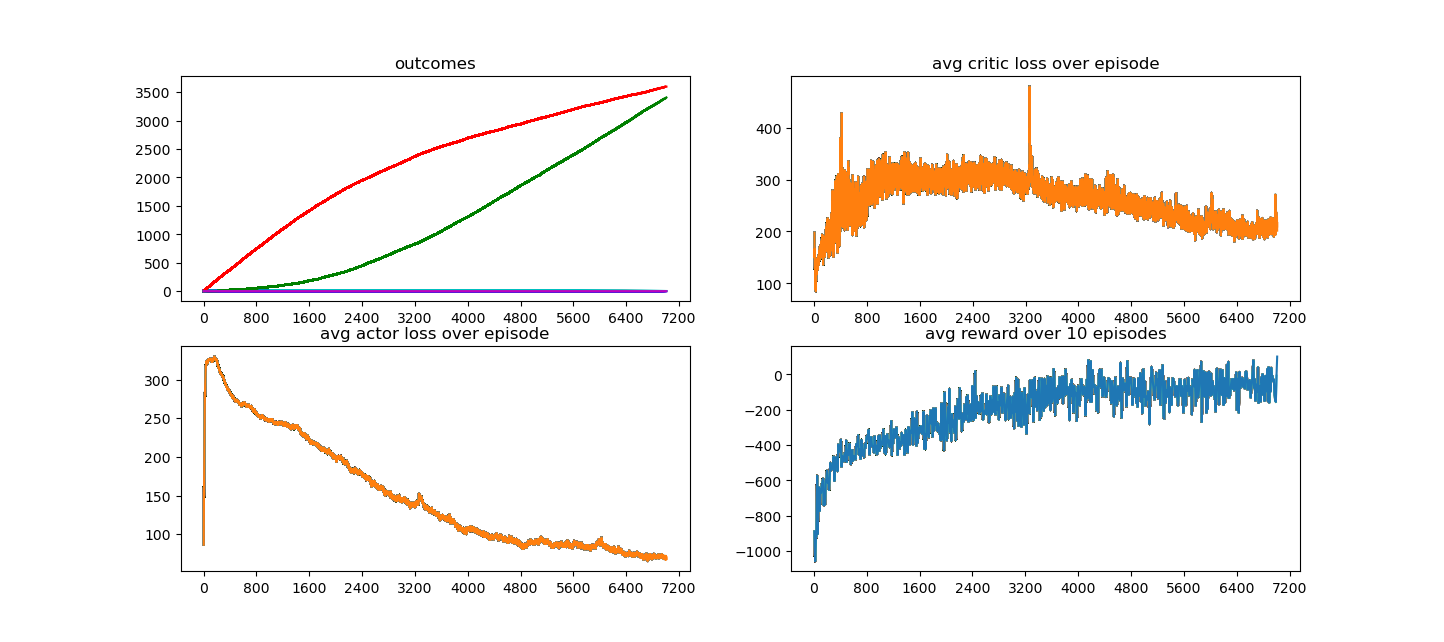 outcomes
3500
3000
2500
2000
1500
1000
500
0
0 800 1600 2400 3200 4000 4800 5600 6400 7200
avg critic loss over episode
400
300
200
100
0 800 1600 2400 3200 4000 4800 5600 6400 7200
avg actor loss over episode
300
250
200
150
100
0 800 1600 2400 3200 4000 4800 5600 6400 7200
avg reward over 10 episodes
0
−200
−400
−600
−800
−1000
0 800 1600 2400 3200 4000 4800 5600 6400 7200